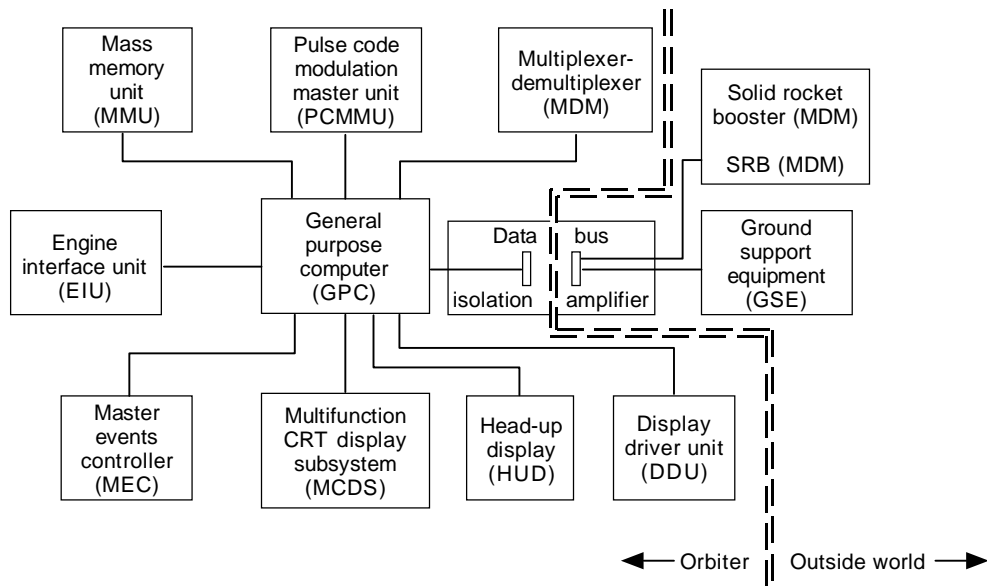 Mass
memory
unit
(MMU)
Pulse code
modulation
master unit
(PCMMU)
Multiplexer-
demultiplexer
(MDM)
Solid rocket
booster (MDM)
SRB (MDM)
Engine
interface unit
(EIU)
General
purpose
computer
(GPC)
Data bus
isolation amplifier
Ground
support
equipment
(GSE)
Master
events
controller
(MEC)
Multifunction
CRT display
subsystem
(MCDS)
Head-up
display
(HUD)
Display
driver unit
(DDU)
Orbiter
Outside world